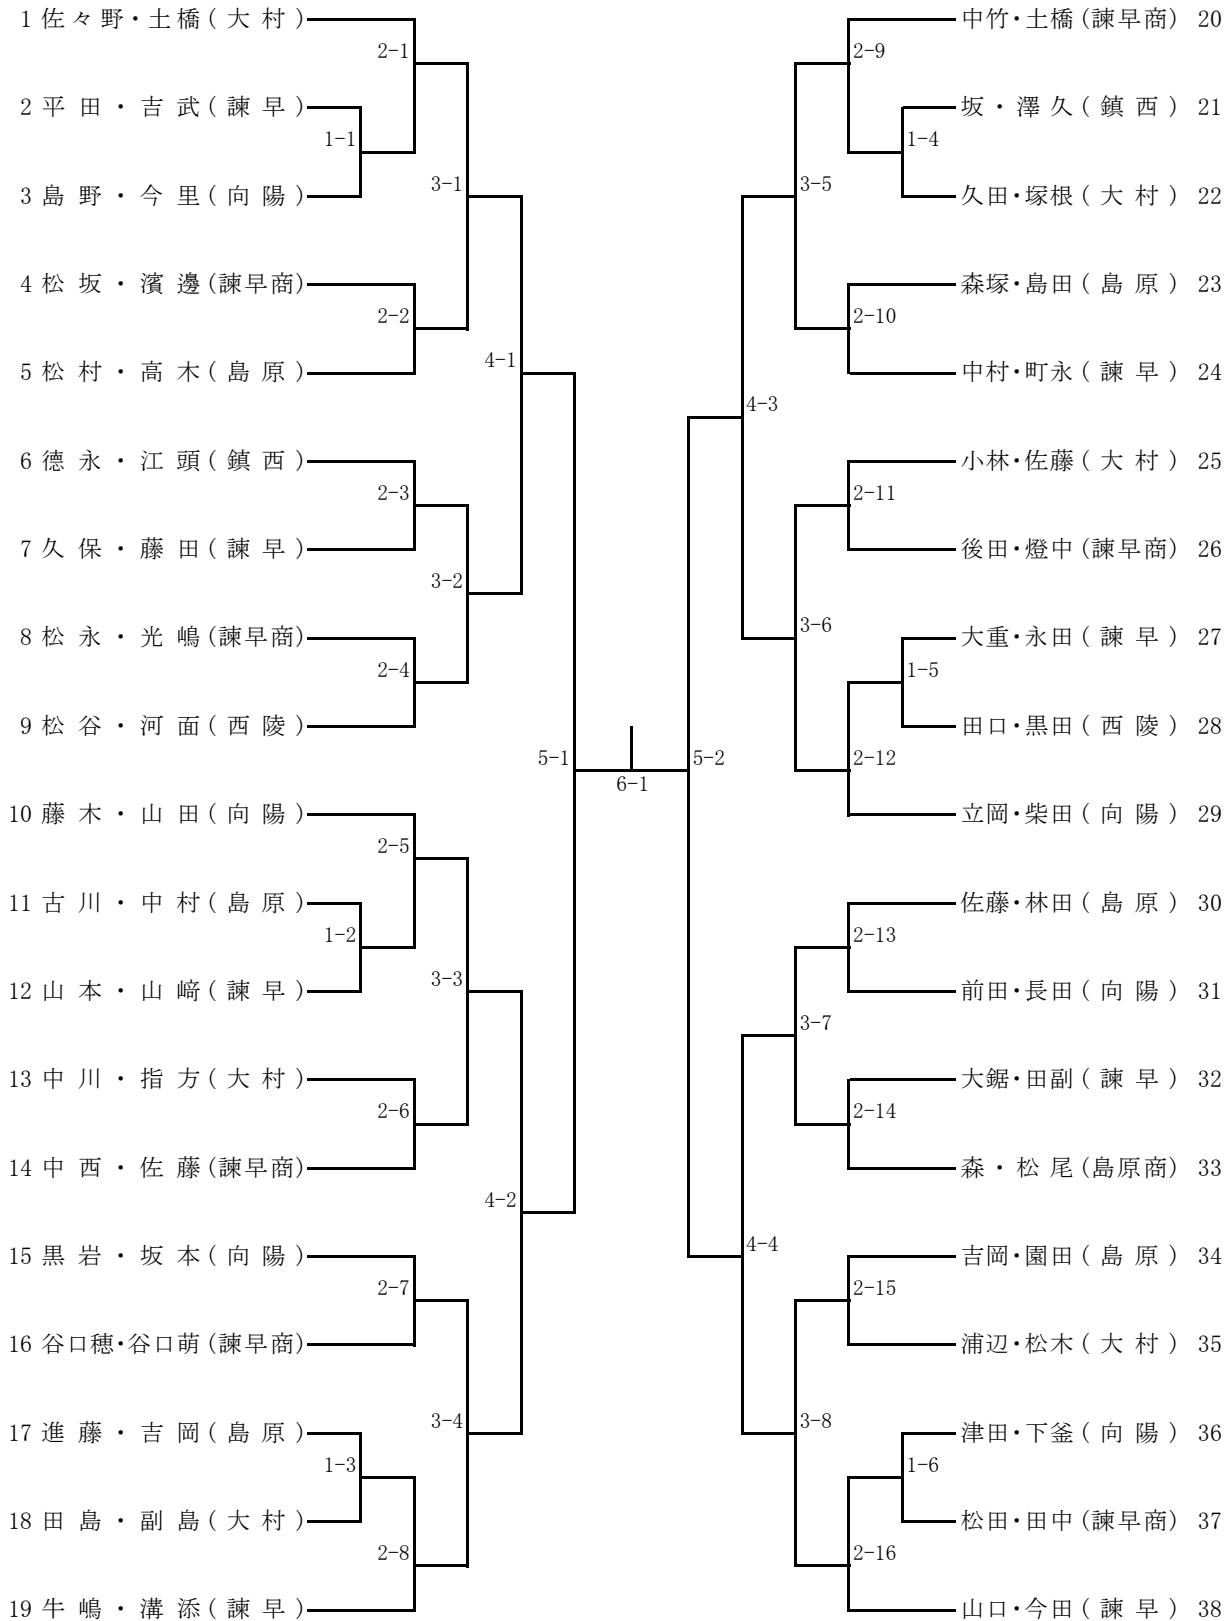 1 佐々野・土橋(大村)
2 平田・吉武(諫早)
3 島野・今里(向陽)
4 松坂・濱邊(諫早商)
5 松村・高木(島原)
6 德永・江頭(鎮西)
7 久保・藤田(諫早)
8 松永・光嶋(諫早商)
9 松谷・河面(西陵)
10 藤木・山田(向陽)
11 古川・中村(島原)
12 山本・山﨑(諫早)
13 中川・指方(大村)
14 中西・佐藤(諫早商)
15 黒岩・坂本(向陽)
16 谷口穂・谷口萌(諫早商)
17 進藤・吉岡(島原)
18 田島・副島(大村)
19 牛嶋・溝添(諫早)
1-1
1-2
1-3
2-1
2-2
2-3
2-4
2-5
2-6
2-7
2-8
3-1
3-2
3-3
3-4
4-1
4-2
5-1
6-1
5-2
4-3
4-4
3-5
3-6
3-7
3-8
2-9
2-10
2-11
2-12
2-13
2-14
2-15
2-16
1-4
1-5
1-6
中竹・土橋(諫早商) 20
坂・澤久(鎮西) 21
久田・塚根(大村) 22
森塚・島田(島原) 23
中村・町永(諫早) 24
小林・佐藤(大村) 25
後田・燈中(諫早商) 26
大重・永田(諫早) 27
田口・黒田(西陵) 28
立岡・柴田(向陽) 29
佐藤・林田(島原) 30
前田・長田(向陽) 31
大鋸・田副(諫早) 32
森・松尾(島原商) 33
吉岡・園田(島原) 34
浦辺・松木(大村) 35
津田・下釜(向陽) 36
松田・田中(諫早商) 37
山口・今田(諫早) 38